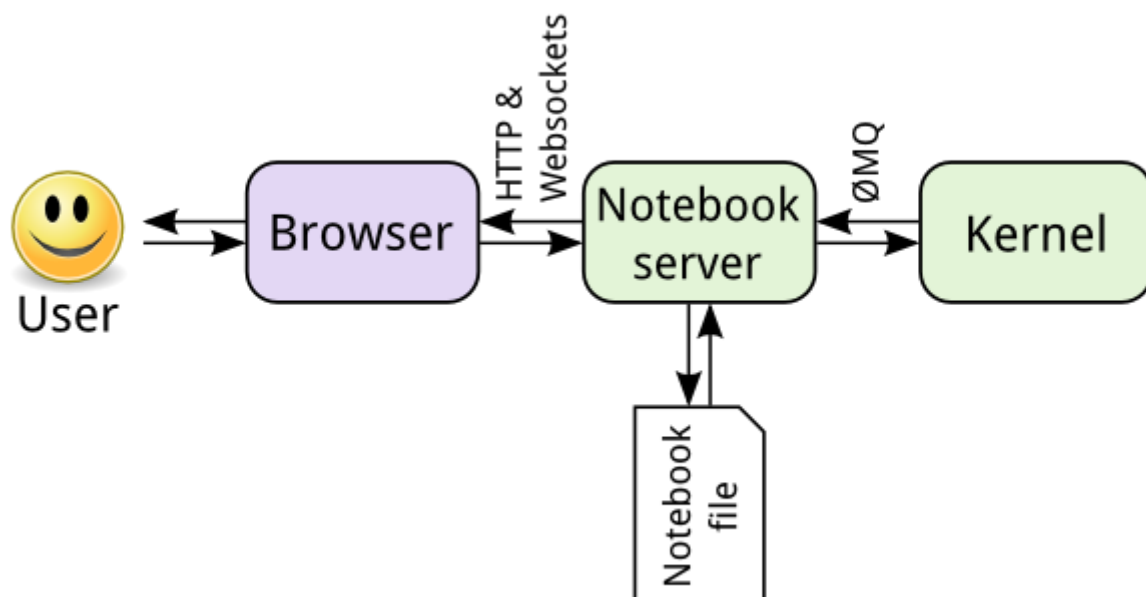 User
Browser
HTTP &
Websockets
Notebook
server
ØMQ
Kernel
Notebook
file